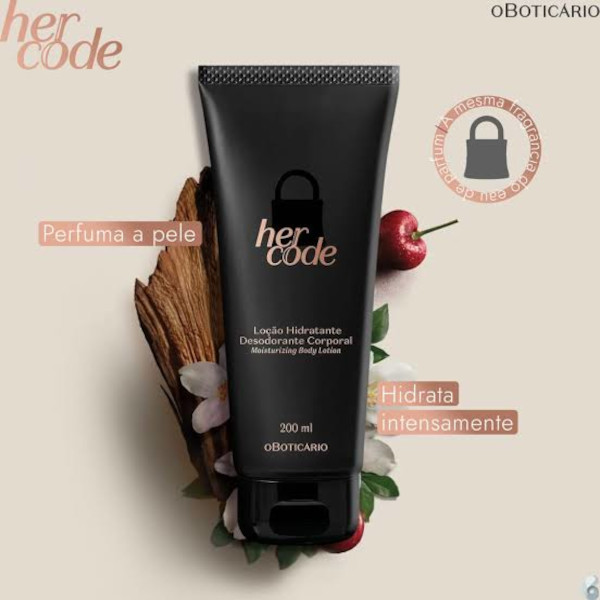 her
code
oBOTICÁRIO
A mesma fragrância do eau de parfum/
Perfuma a pele
her
code
Loção Hidratante
Desodorante Corporal
Moisturizing Body Lotion
Hidrata
intensamente
200 ml
oBOTICÁRIO